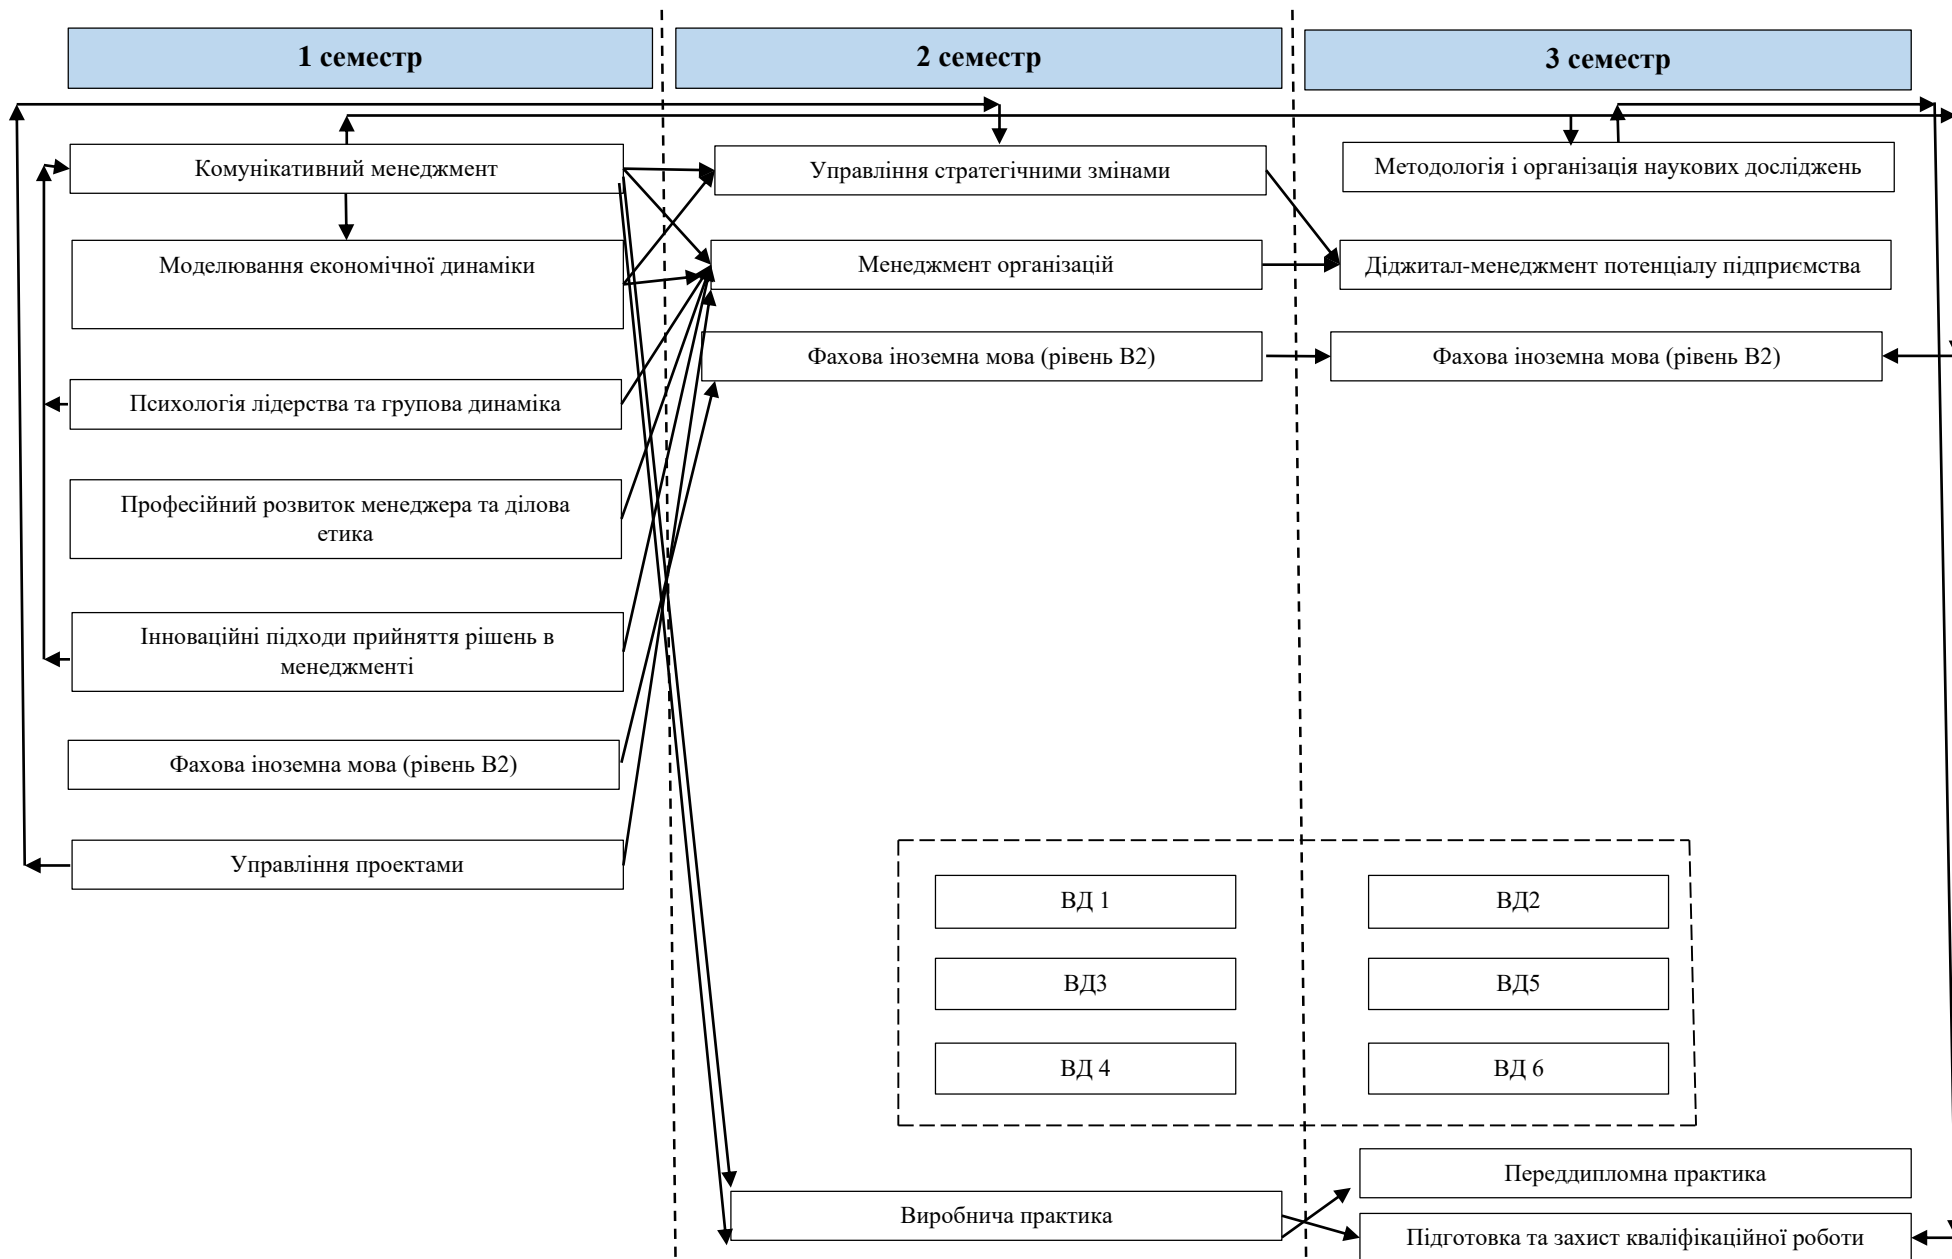 1 семестр
2 семестр
3 семестр
Комунікативний менеджмент
Управління стратегічними змінами
Методологія і організація наукових досліджень
Моделювання економічної динаміки
Менеджмент організацій
Діджитал-менеджмент потенціалу підприємства
Фахова іноземна мова (рівень В2)
Фахова іноземна мова (рівень В2)
Психологія лідерства та групова динаміка
Професійний розвиток менеджера та ділова
етика
Інноваційні підходи прийняття рішень в
менеджменті
Фахова іноземна мова (рівень В2)
Управління проектами
ВД 1
ВД2
ВД3
ВД5
ВД 4
ВД 6
Переддипломна практика
Виробнича практика
Підготовка та захист кваліфікаційної роботи